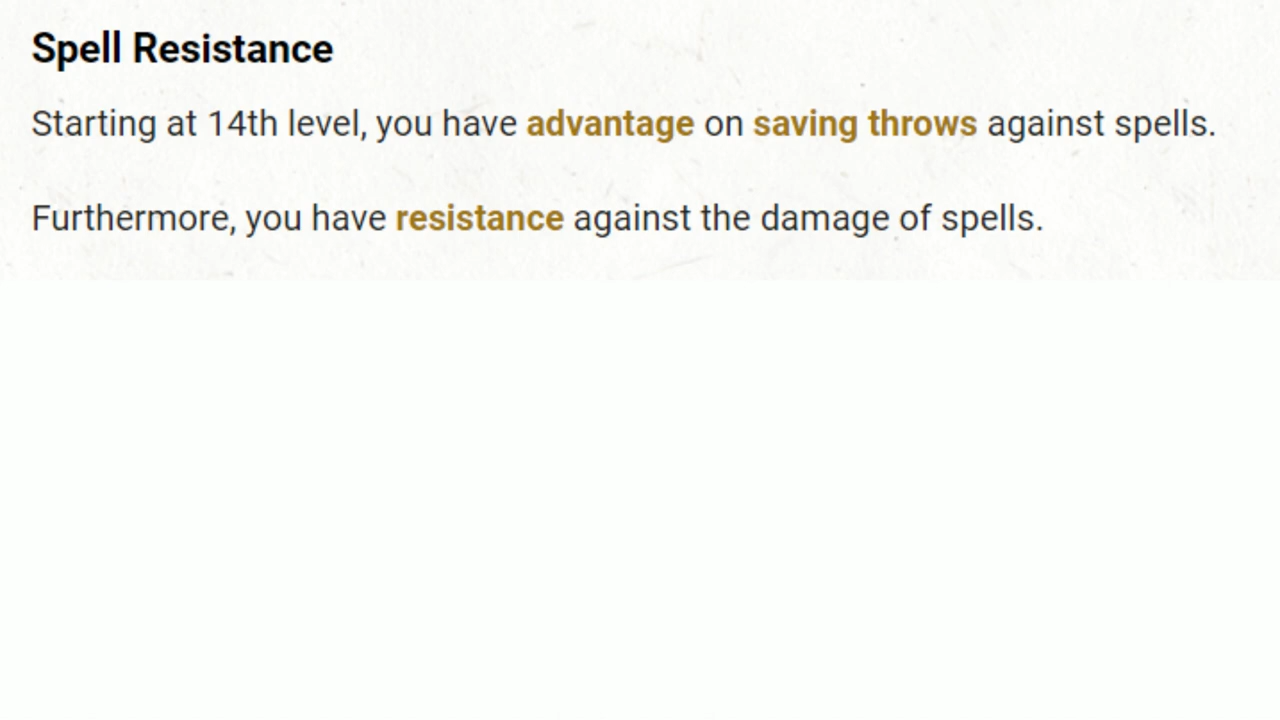 Spell Resistance
Starting at 14th level, you have advantage on saving throws against spells.
Furthermore, you have resistance against the damage of spells.